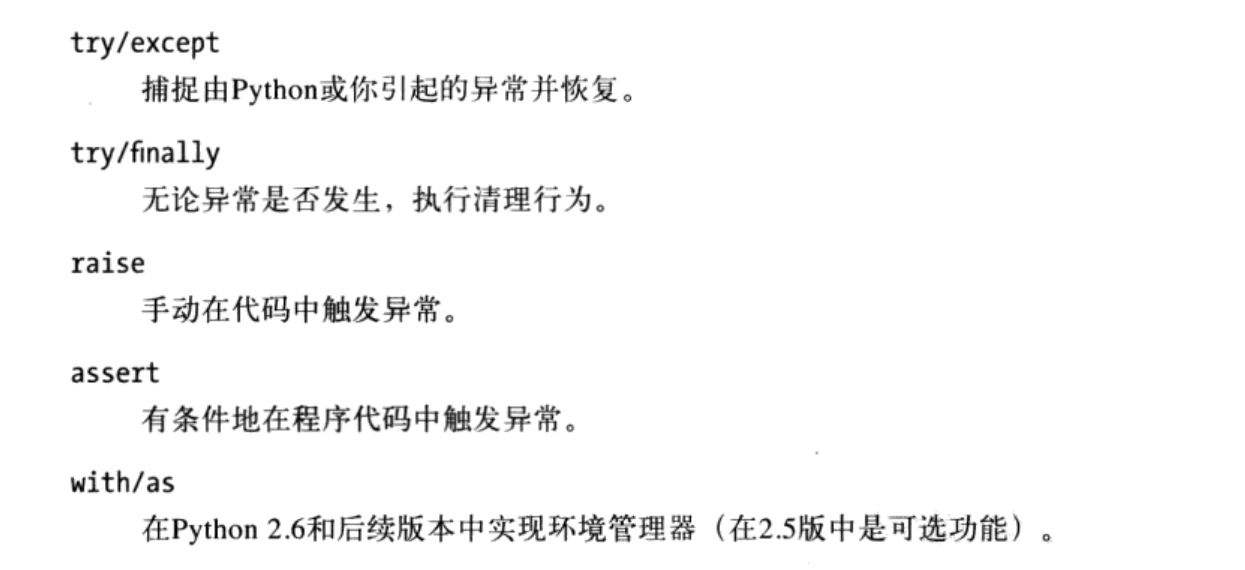 try/except
捕捉由Python或你引起的异常并恢复。
try/finally
无论异常是否发生，执行清理行为。
raise
手动在代码中触发异常。
assert
有条件地在程序代码中触发异常。
with/as
在Python 2.6和后续版本中实现环境管理器（在2.5版中是可选功能）。